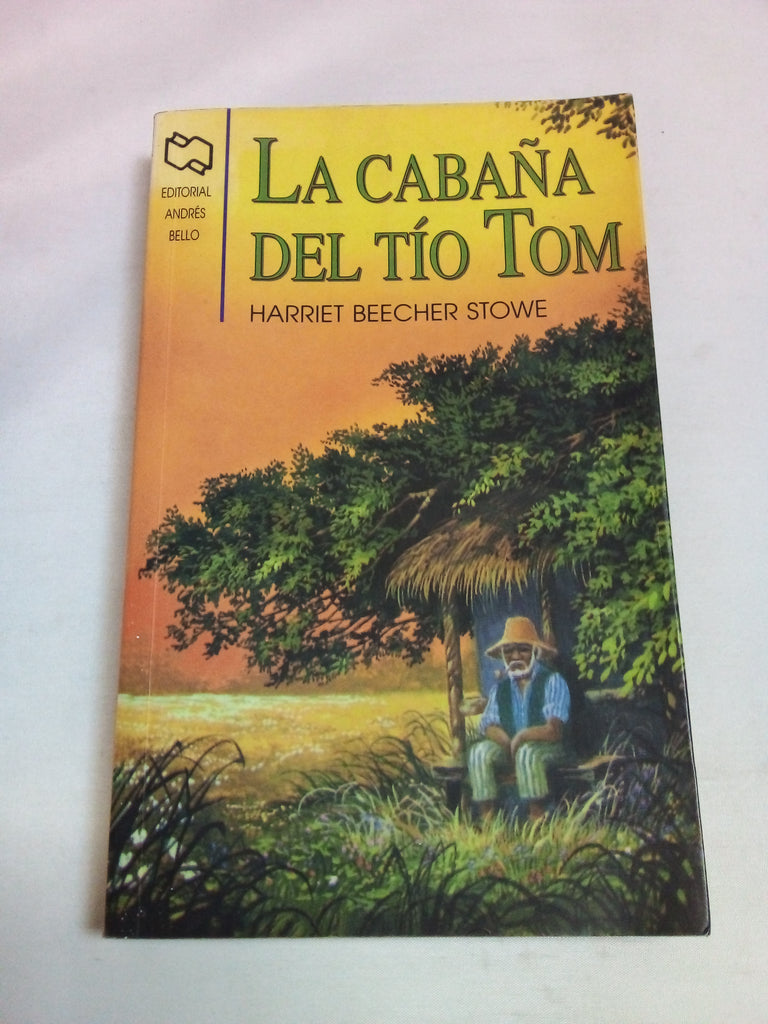 EDITORIAL
ANDRÉS
BELLO
LA CABAÑA
DEL TÍO TOM
HARRIET BEECHER STOWE